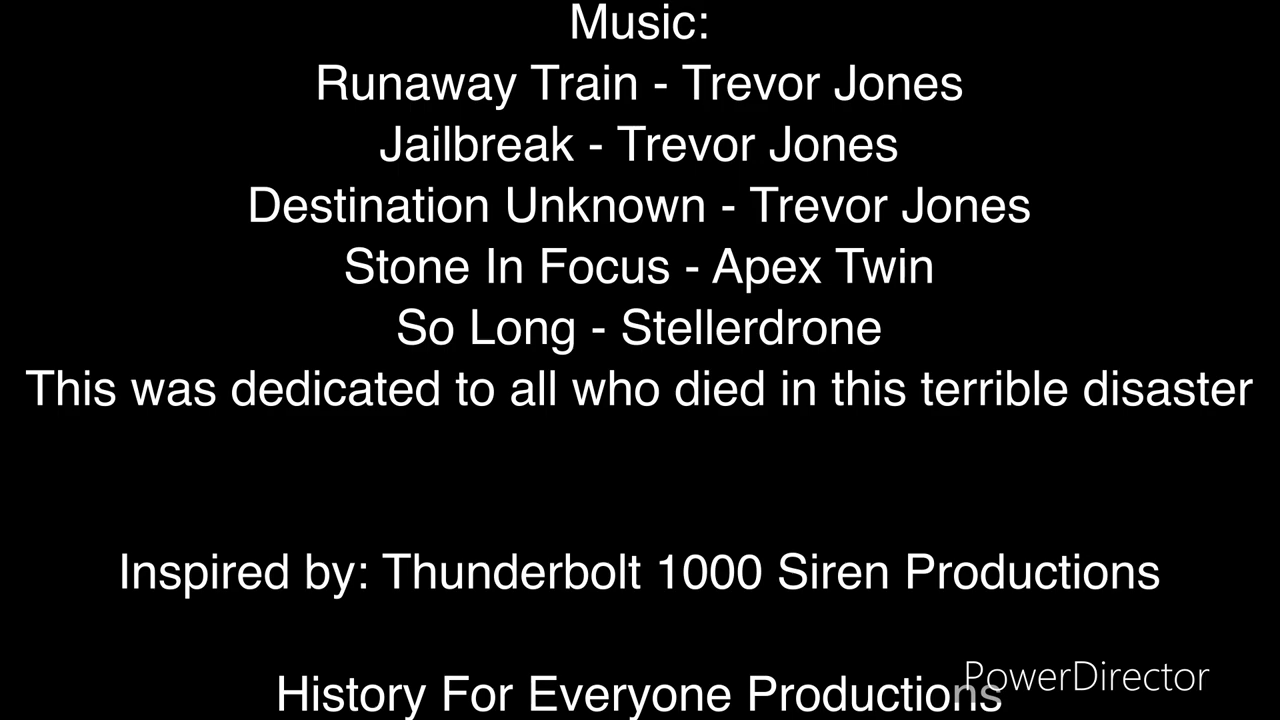 Music:
Runaway Train - Trevor Jones
Jailbreak - Trevor Jones
Destination Unknown - Trevor Jones
Stone In Focus - Apex Twin
So Long - Stellerdrone
This was dedicated to all who died in this terrible disaster
Inspired by: Thunderbolt 1000 Siren Productions
History For Everyone Productions
PowerDirector